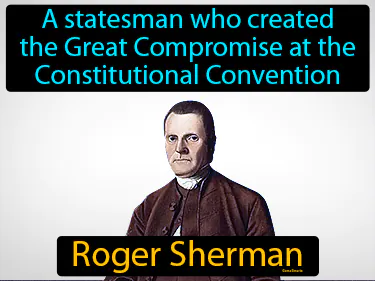 A statesman who created
the Great Compromise at the
Constitutional Convention
Roger Sherman